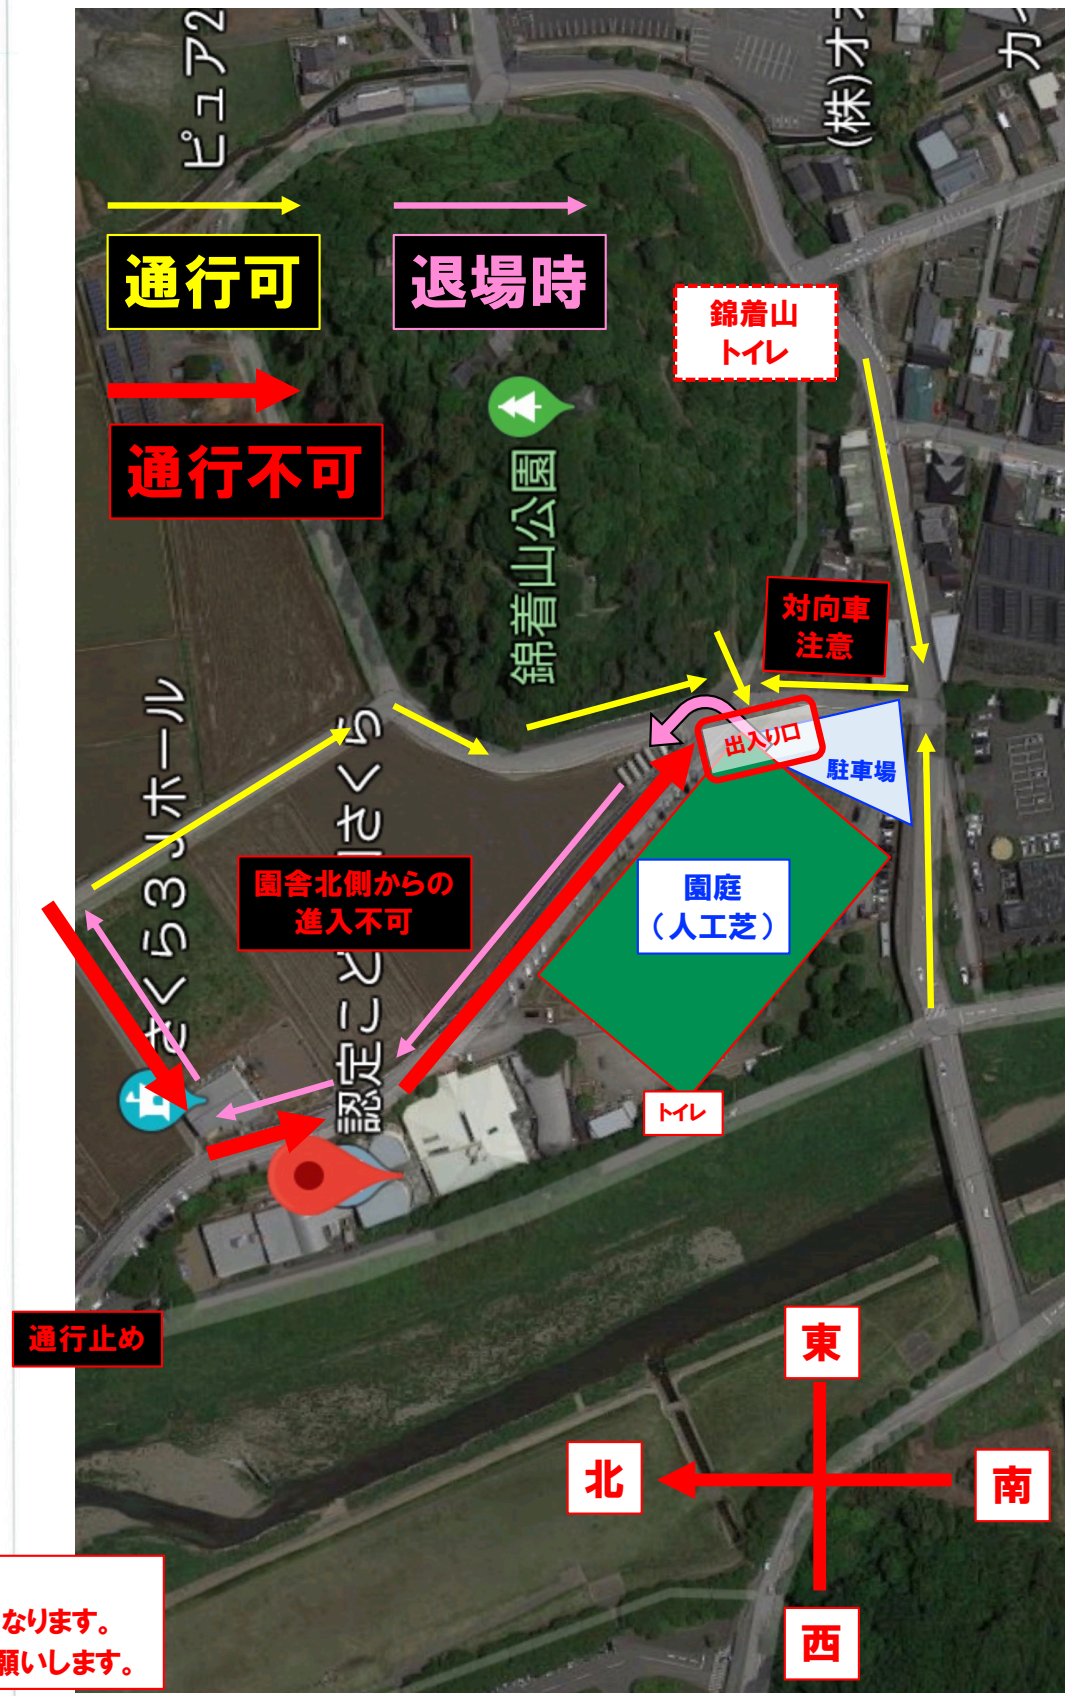 ピュア2
(株)オ
カ
通行可
退場時
錦着山
トイレ
通行不可
錦着山公園
対向車
注意
出入り口
駐車場
さくら3Jホール
認定こど
さくら
園舎北側からの
進入不可
園庭
（人工芝）
トイレ
通行止め
東
北
南
西
なります。
願いします。